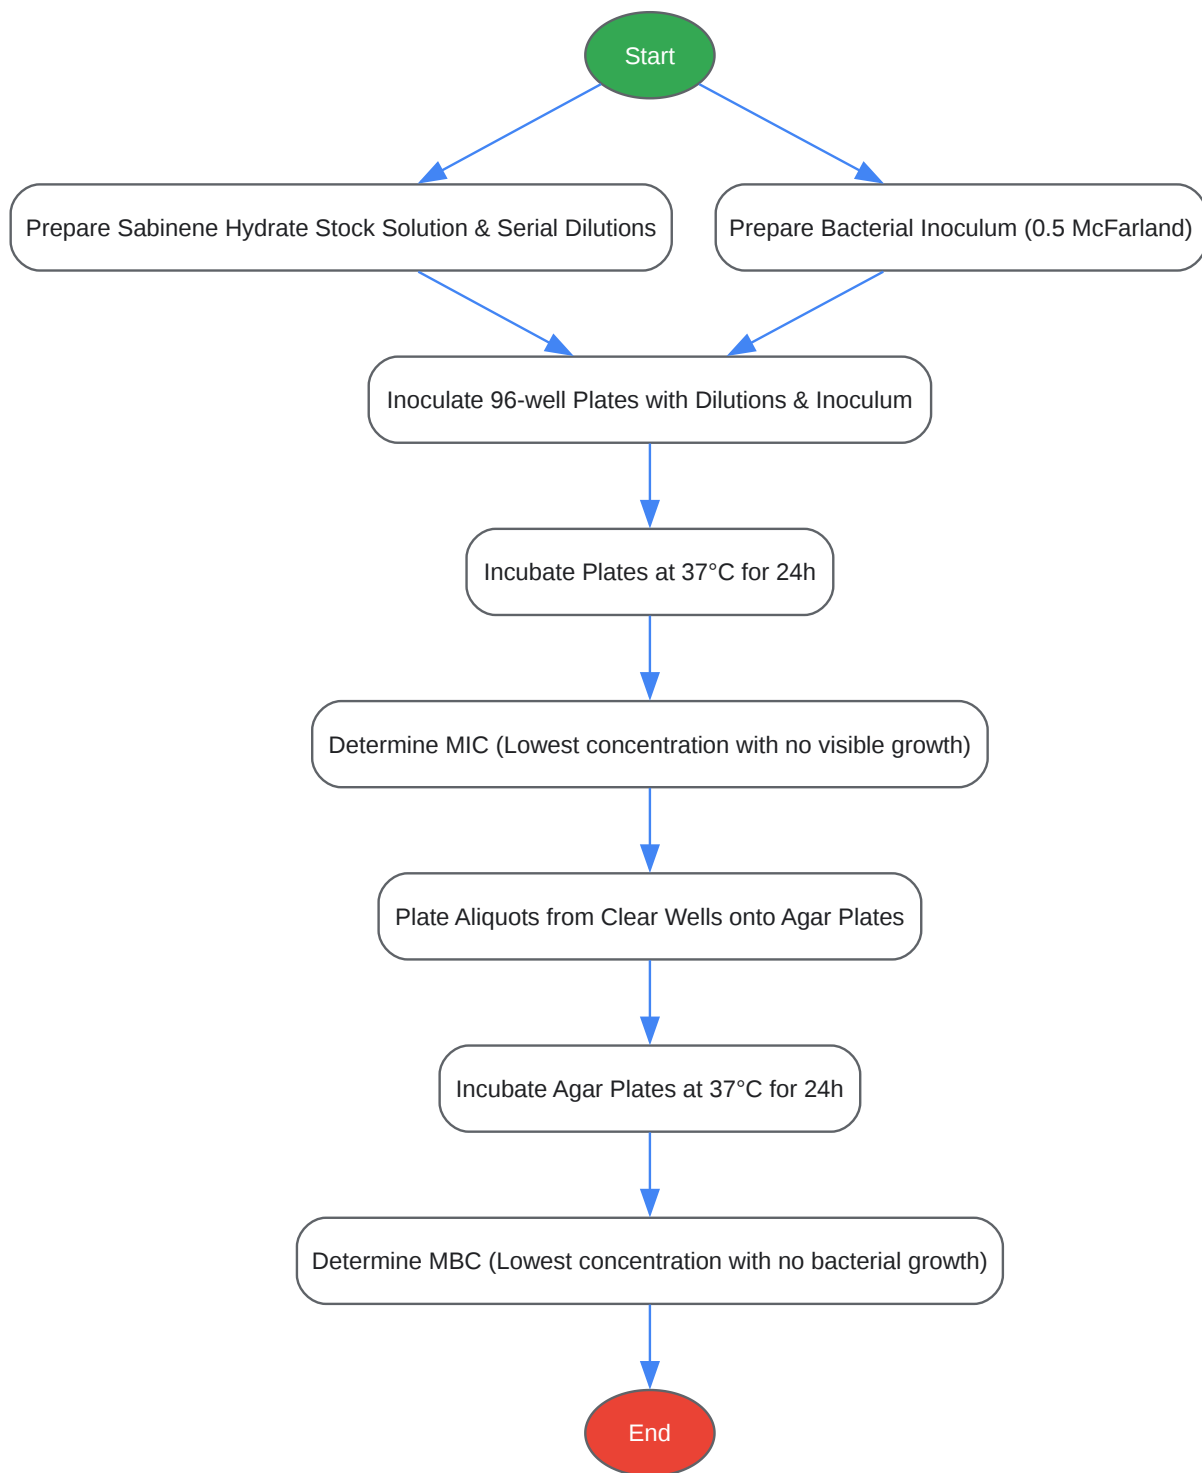 Start
Prepare Sabinene Hydrate Stock Solution & Serial Dilutions
Prepare Bacterial Inoculum (0.5 McFarland)
Inoculate 96-well Plates with Dilutions & Inoculum
Incubate Plates at 37°C for 24h
Determine MIC (Lowest concentration with no visible growth)
Plate Aliquots from Clear Wells onto Agar Plates
Incubate Agar Plates at 37°C for 24h
Determine MBC (Lowest concentration with no bacterial growth)
End